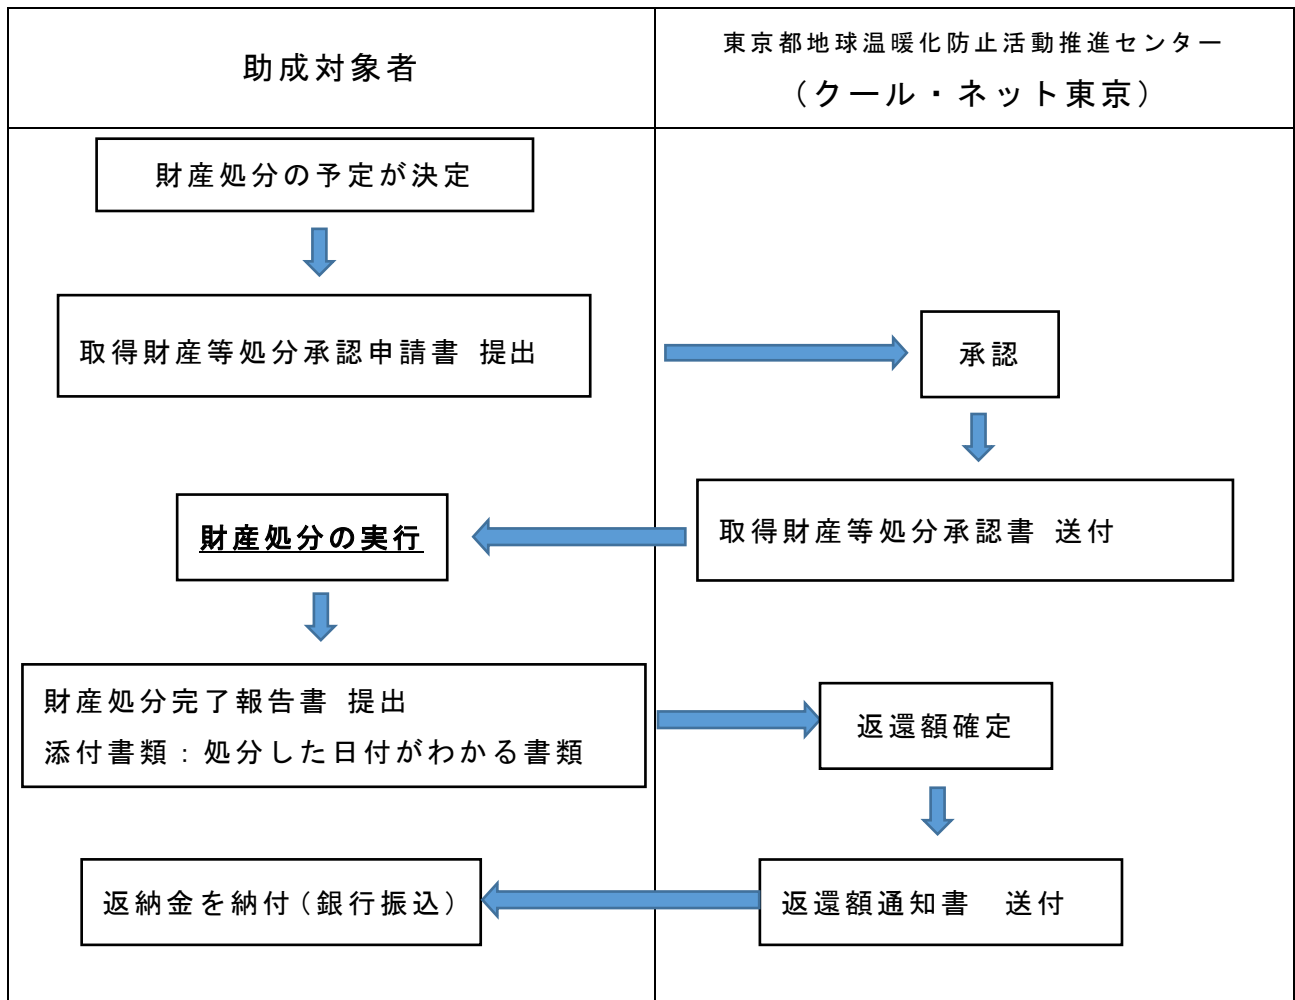 助成対象者
東京都地球温暖化防止活動推進センター
（クール・ネット東京）
財産処分の予定が決定
取得財産等処分承認申請書 提出
承認
取得財産等処分承認書 送付
財産処分の実行
財産処分完了報告書 提出
添付書類：処分した日付がわかる書類
返還額確定
返還額通知書　送付
返納金を納付（銀行振込）